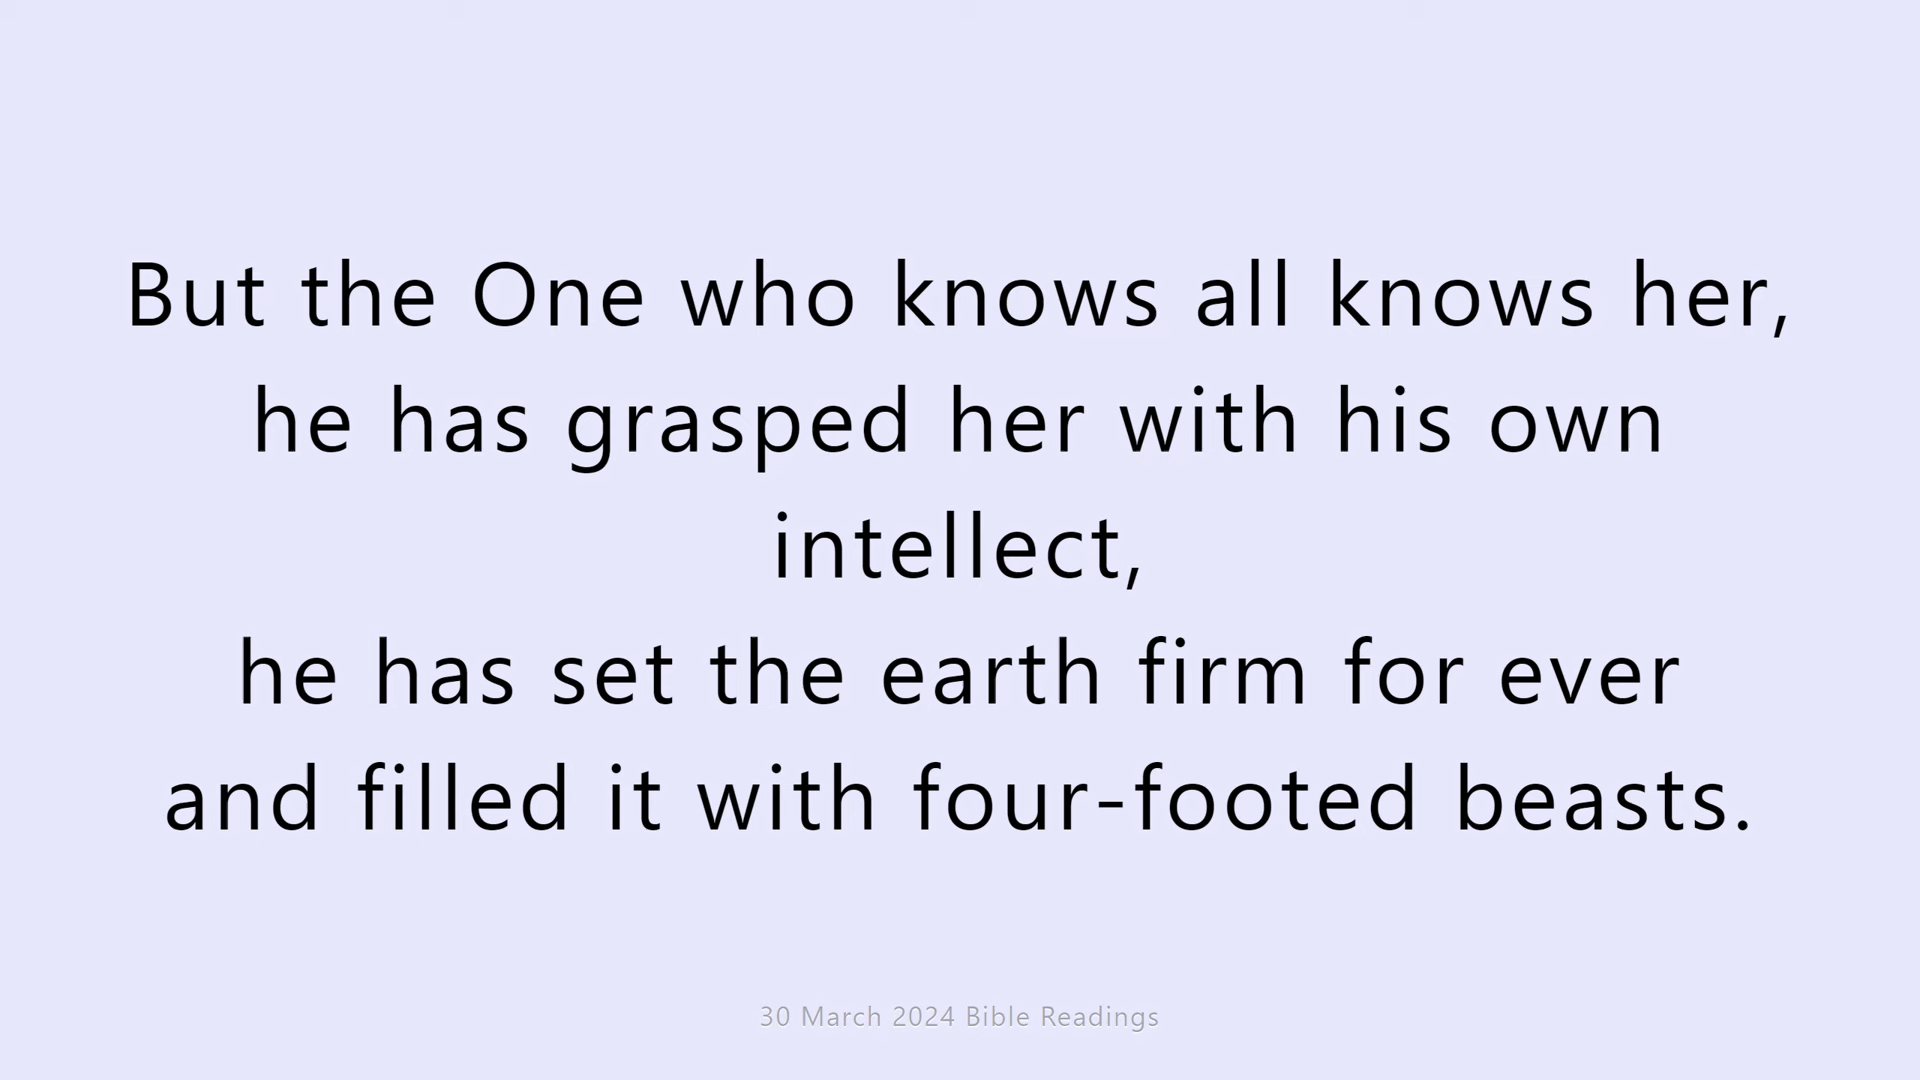 But the One who knows all knows her,
he has grasped her with his own
intellect,
he has set the earth firm for ever
and filled it with four-footed beasts.
30 March 2024 Bible Readings